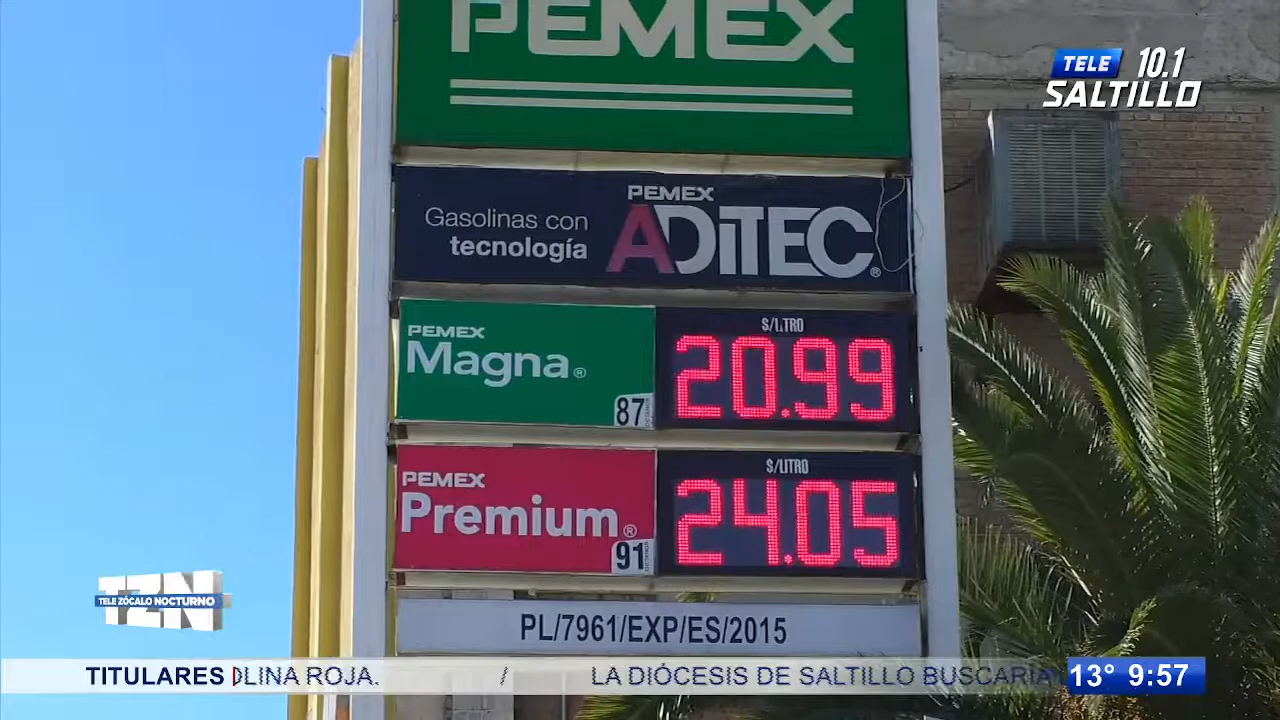 PEMEX
TELE 10.1
SALTILLO
PEMEX
Gasolinas con
tecnología
ADITEC®
$/LITRO
PEMEX
Magna®
20.99
87
$/LITRO
PEMEX
Premium®
24.05
91
TZN
TELE ZÓCALO NOCTURNO
PL/7961/EXP/ES/2015
TITULARES OLINA ROJA. / LA DIÓCESIS DE SALTILLO BUSCARÍA 13° 9:57